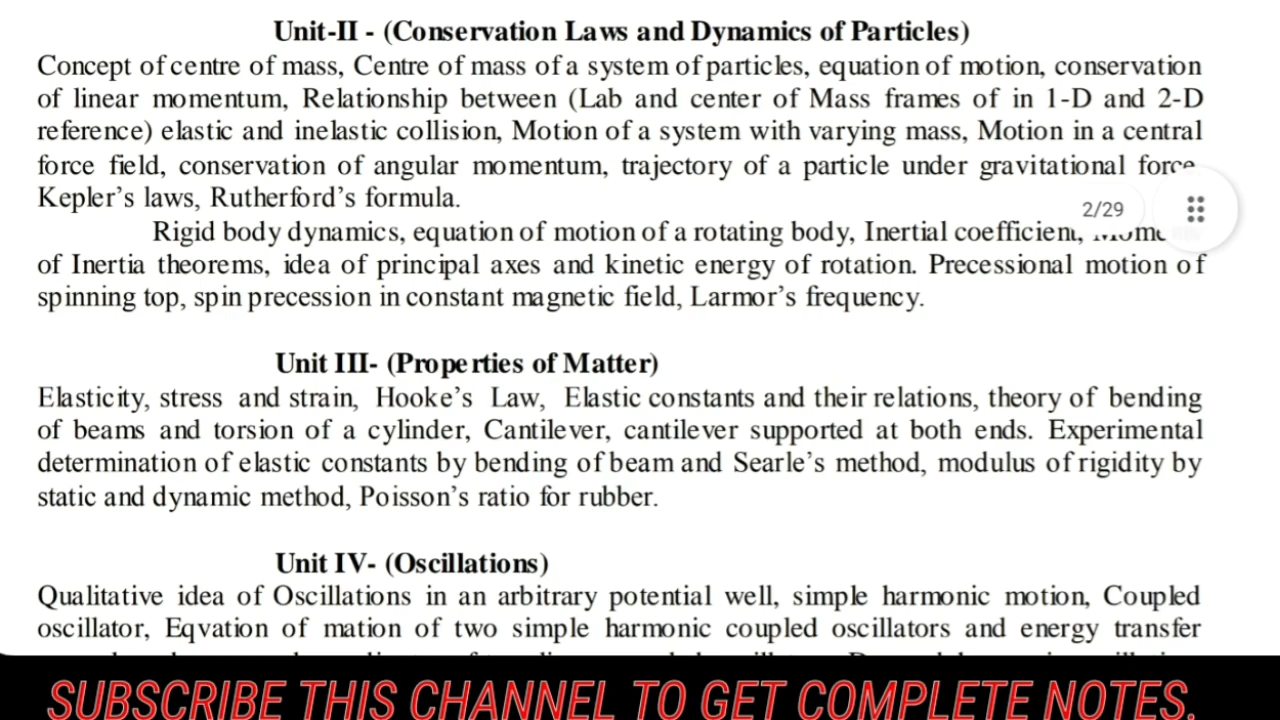 Unit-II - (Conservation Laws and Dynamics of Particles)
Concept of centre of mass, Centre of mass of a system of particles, equation of motion, conservation
of linear momentum, Relationship between (Lab and center of Mass frames of in 1-D and 2-D
reference) elastic and inelastic collision, Motion of a system with varying mass, Motion in a central
force field, conservation of angular momentum, trajectory of a particle under gravitational force
Kepler's laws, Rutherford's formula.
2/29
Rigid body dynamics, equation of motion of a rotating body, Inertial coefficient,
of Inertia theorems, idea of principal axes and kinetic energy of rotation. Precessional motion of
spinning top, spin precession in constant magnetic field, Larmor's frequency.
Unit III- (Properties of Matter)
Elasticity, stress and strain, Hooke's Law, Elastic constants and their relations, theory of bending
of beams and torsion of a cylinder, Cantilever, cantilever supported at both ends. Experimental
determination of elastic constants by bending of beam and Searle's method, modulus of rigidity by
static and dynamic method, Poisson's ratio for rubber.
Unit IV- (Oscillations)
Qualitative idea of Oscillations in an arbitrary potential well, simple harmonic motion, Coupled
oscillator, Eqvation of mation of two simple harmonic coupled oscillators and energy transfer
SUBSCRIBE THIS CHANNEL TO GET COMPLETE NOTES.